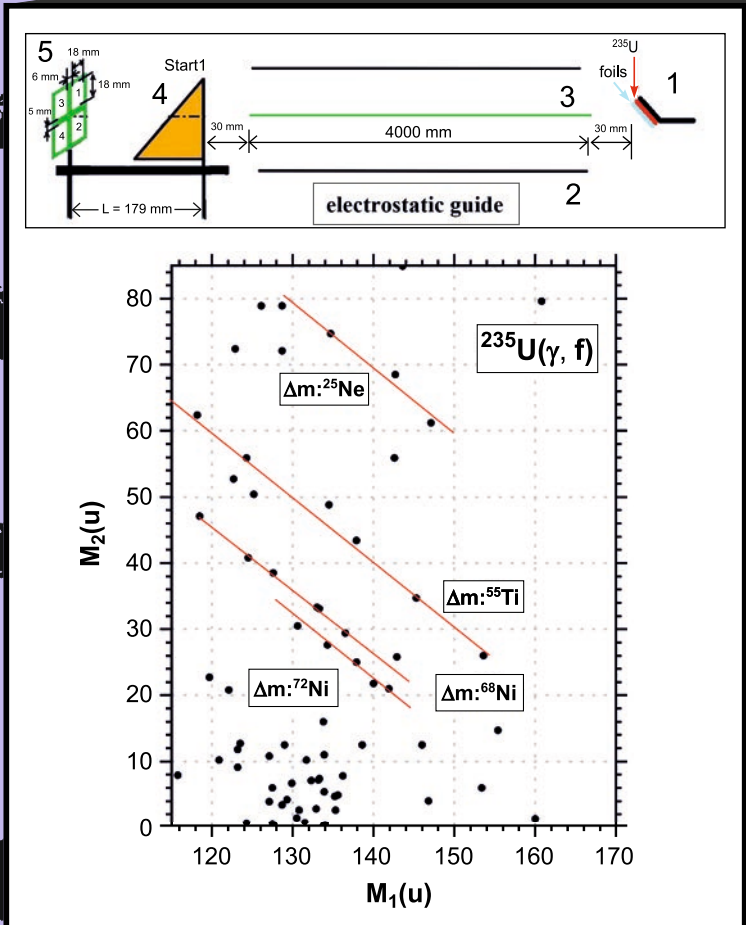 5
18 mm
6 mm
18 mm
5 mm
1
3
2
4
Start1
4
L = 179 mm
30 mm
4000 mm
3
30 mm
electrostatic guide
2
²³⁵U
foils
1
²³⁵U(γ, f)
Δm:²⁵Ne
Δm:⁵⁵Ti
Δm:⁷²Ni
Δm:⁶⁸Ni
M₂(u)
80
70
60
50
40
30
20
10
0
120 130 140 150 160 170
M₁(u)